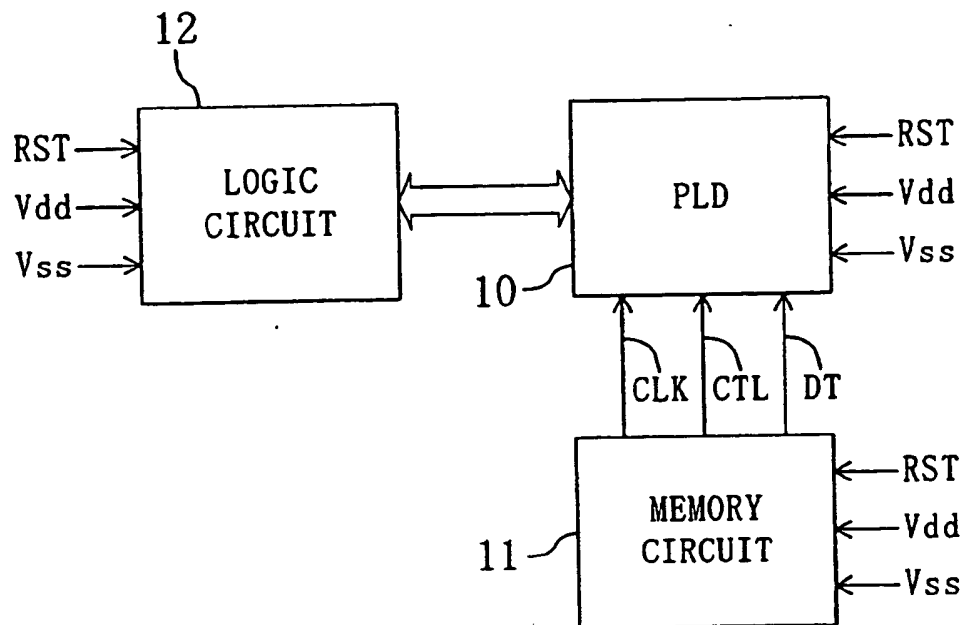 12
RST
Vdd
Vss
LOGIC
CIRCUIT
PLD
RST
Vdd
Vss
10
CLK
CTL
DT
11
MEMORY
CIRCUIT
RST
Vdd
Vss